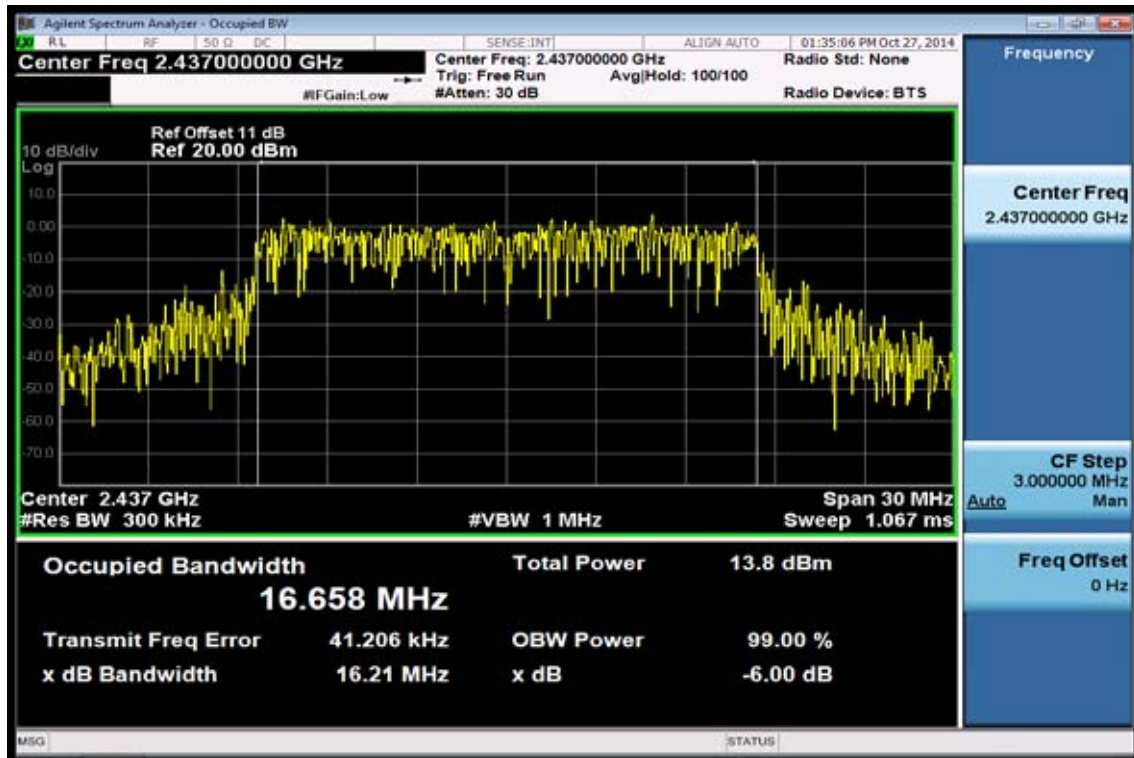 Agilent Spectrum Analyzer - Occupied BW
RL RF 50 Ω DC SENSE:INT ALIGN AUTO 01:35:06 PM Oct 27, 2014
Center Freq 2.437000000 GHz
Center Freq: 2.437000000 GHz
Radio Std: None
Trig: Free Run Avg|Hold: 100/100
#IFGain:Low
#Atten: 30 dB
Radio Device: BTS
Ref Offset 11 dB
10 dB/div Ref 20.00 dBm
Log
10.0
0.00
-10.0
-20.0
-30.0
-40.0
-50.0
-60.0
-70.0
Center 2.437 GHz
Span 30 MHz
#Res BW 300 kHz
#VBW 1 MHz
Sweep 1.067 ms
Occupied Bandwidth
16.658 MHz
Total Power 13.8 dBm
Transmit Freq Error 41.206 kHz
OBW Power 99.00 %
x dB Bandwidth 16.21 MHz
x dB -6.00 dB
MSG
STATUS
Frequency
Center Freq
2.437000000 GHz
CF Step
3.000000 MHz
Auto Man
Freq Offset
0 Hz